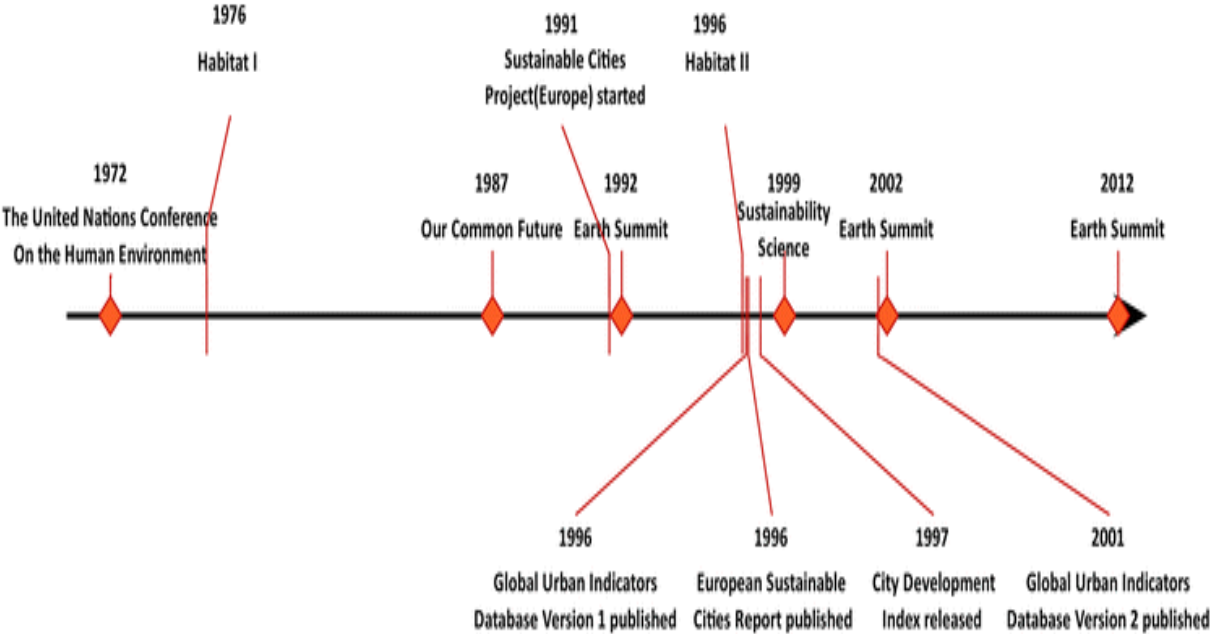 1976
Habitat I
1991
Sustainable Cities
Project(Europe) started
1996
Habitat II
1972
The United Nations Conference
On the Human Environment
1987
Our Common Future
1992
Earth Summit
1999
Sustainability
Science
2002
Earth Summit
2012
Earth Summit
1996
Global Urban Indicators
Database Version 1 published
1996
European Sustainable
Cities Report published
1997
City Development
Index released
2001
Global Urban Indicators
Database Version 2 published